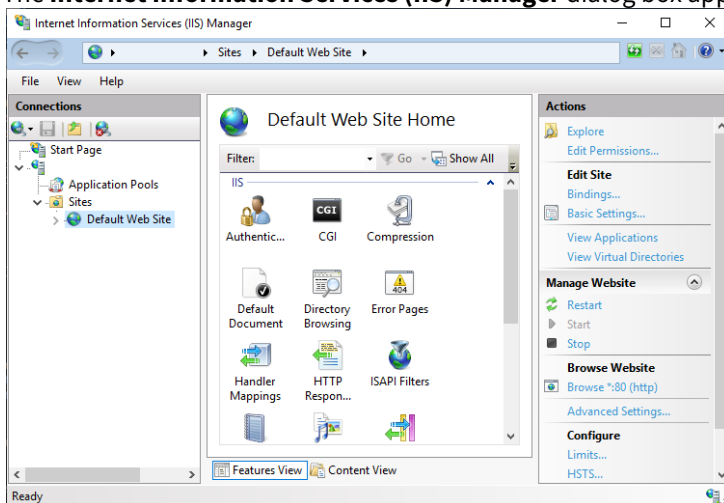 The Internet Information Services (IIS) Manager dialog box app
Internet Information Services (IIS) Manager
Sites Default Web Site
File View Help
Connections
Start Page
Application Pools
Sites
Default Web Site
Default Web Site Home
Filter: Go Show All
IIS
Authentic... CGI Compression
CGI
404
Default Document
Directory Browsing
Error Pages
Handler Mappings
HTTP Respon...
ISAPI Filters
Features View Content View
Actions
Explore
Edit Permissions...
Edit Site
Bindings...
Basic Settings...
View Applications
View Virtual Directories
Manage Website
Restart
Start
Stop
Browse Website
Browse *:80 (http)
Advanced Settings...
Configure
Limits...
HSTS...
Ready